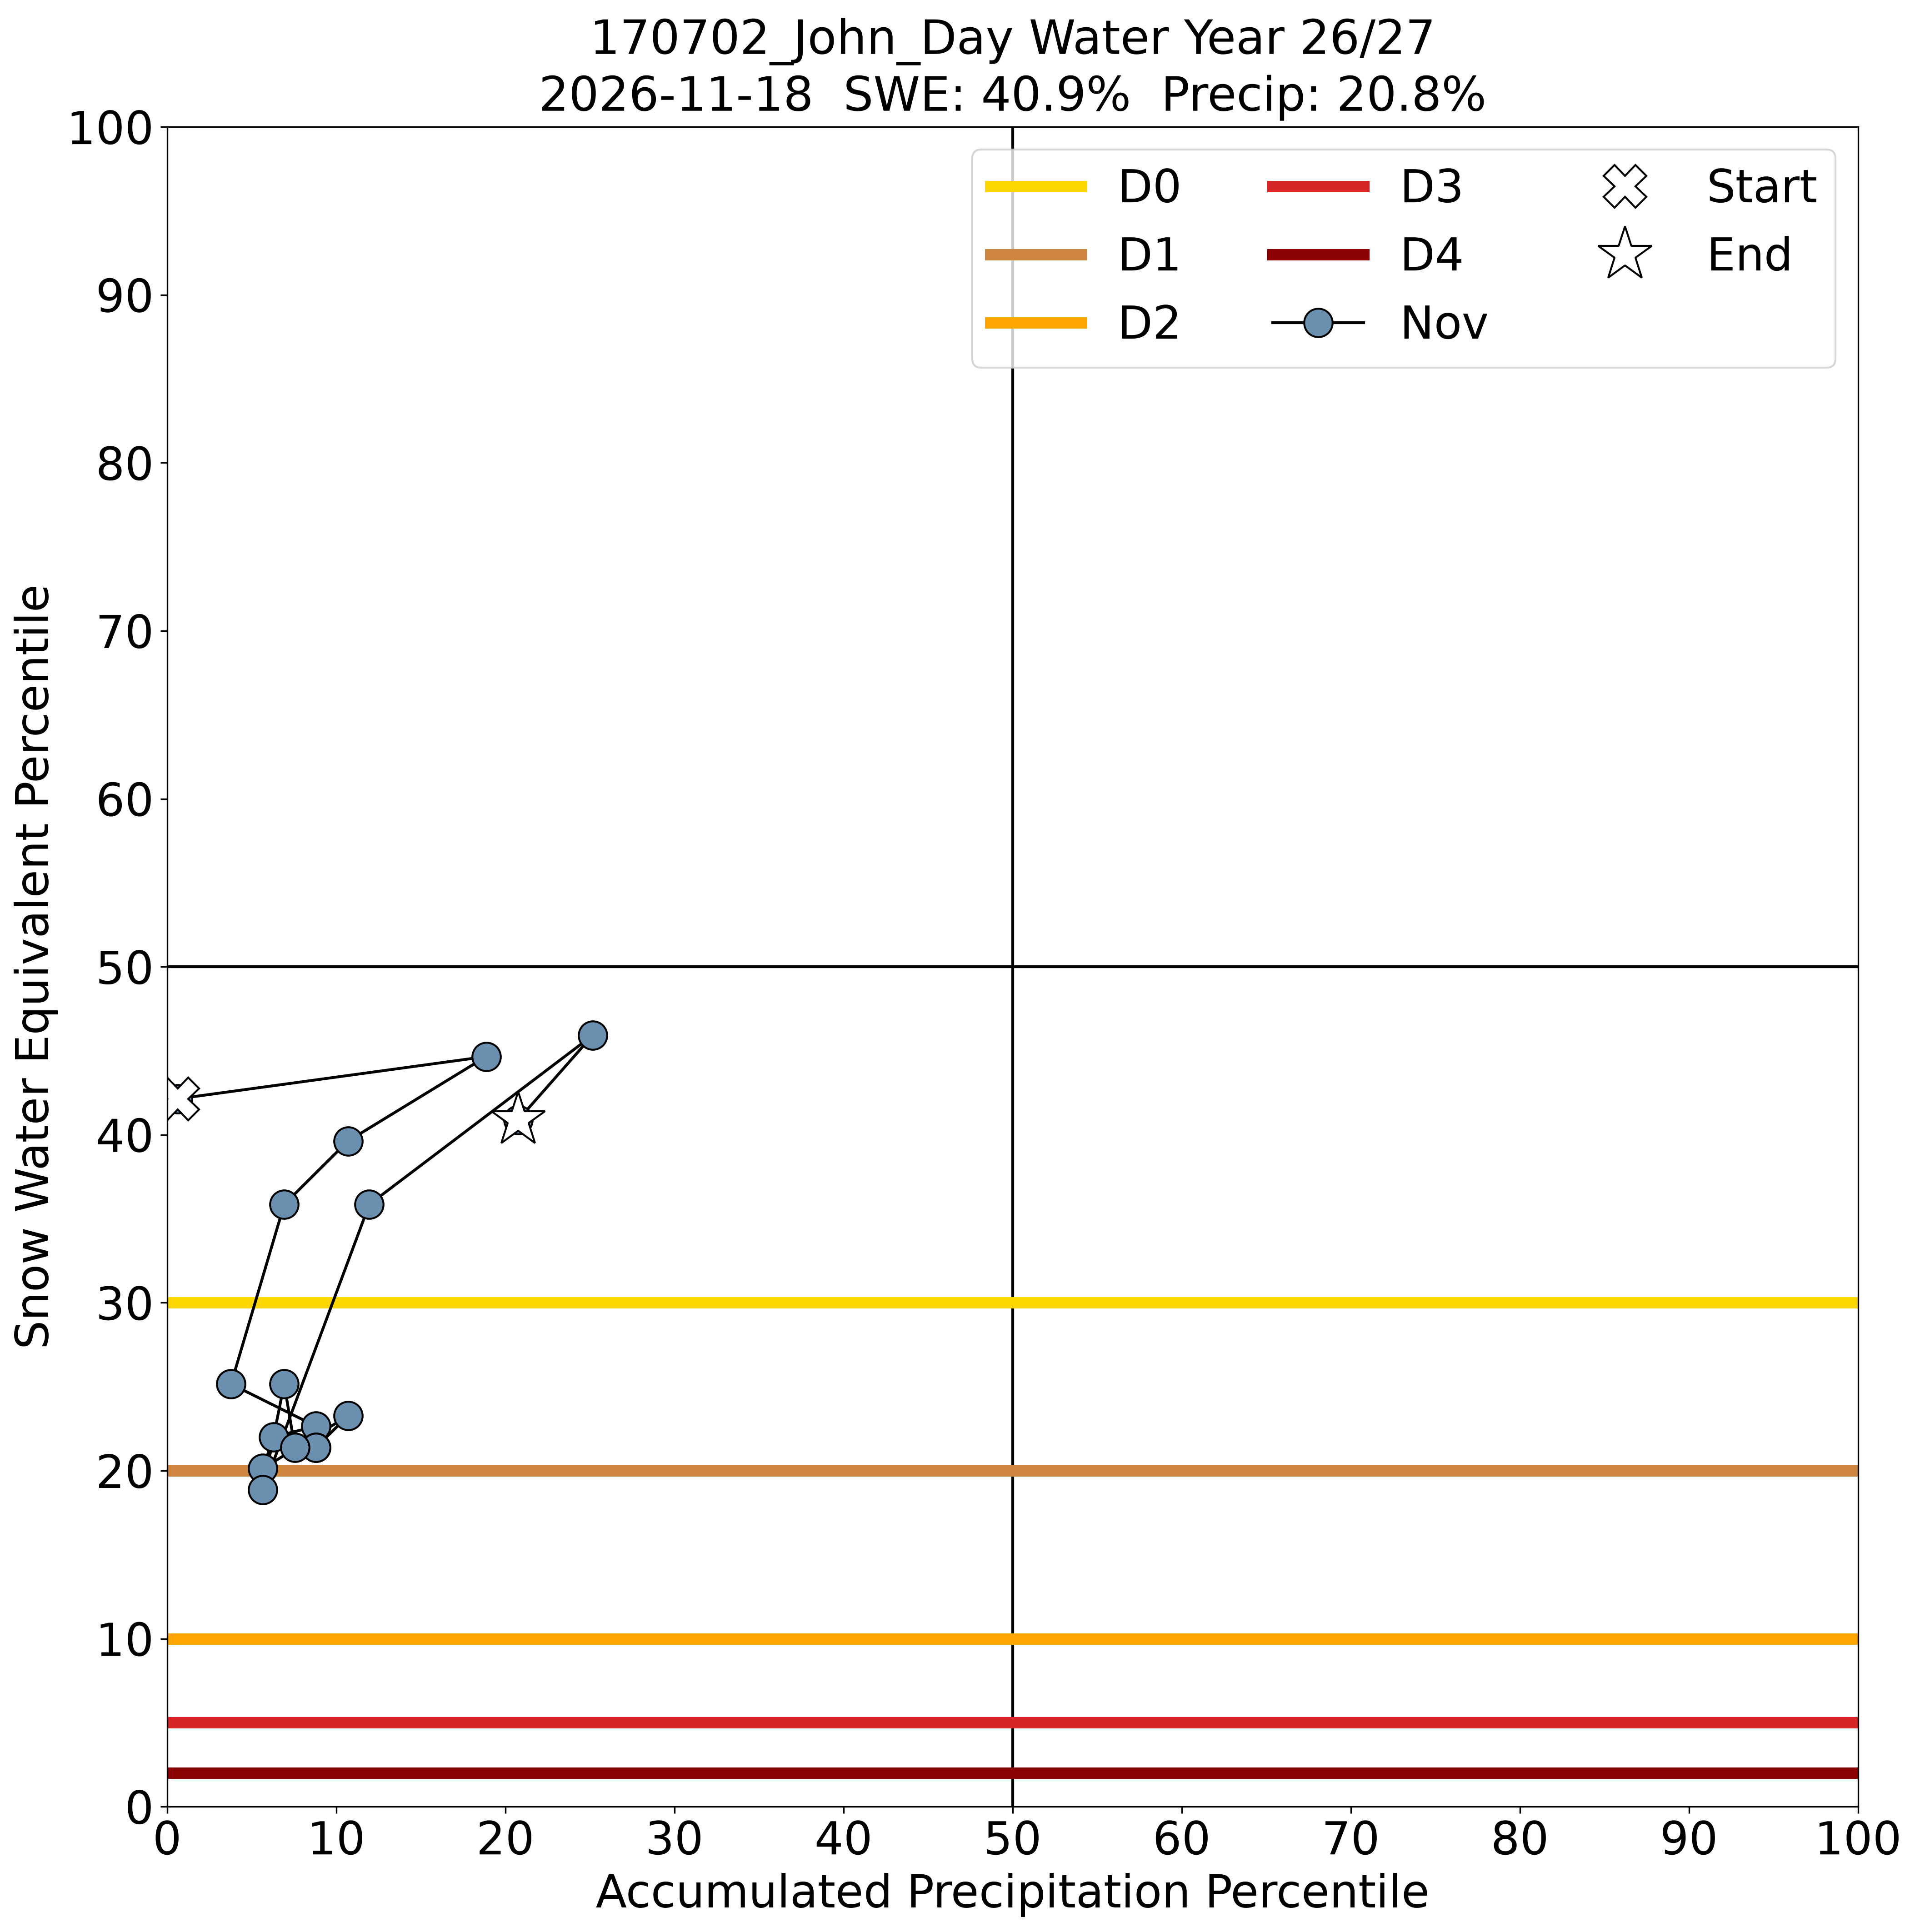 170702_John_Day Water Year 26/27
2026-11-18  SWE: 40.9%  Precip: 20.8%
D0
D1
D2
D3
D4
Nov
Start
End
Snow Water Equivalent Percentile
100
90
80
70
60
50
40
30
20
10
0
0 10 20 30 40 50 60 70 80 90 100
Accumulated Precipitation Percentile